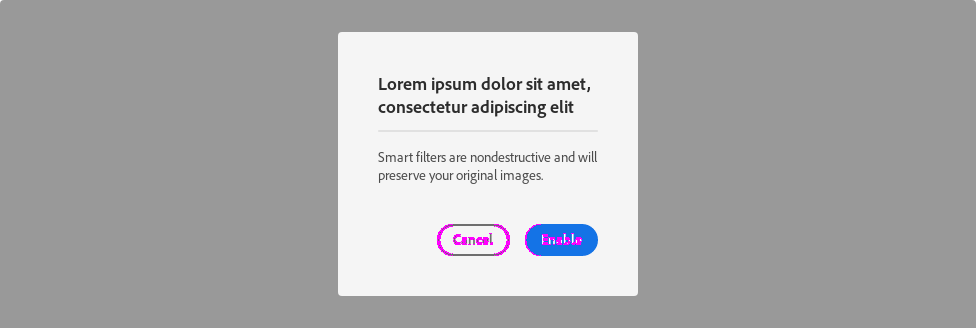 Lorem ipsum dolor sit amet,
consectetur adipiscing elit
Smart filters are nondestructive and will
preserve your original images.
Cancel
Enable